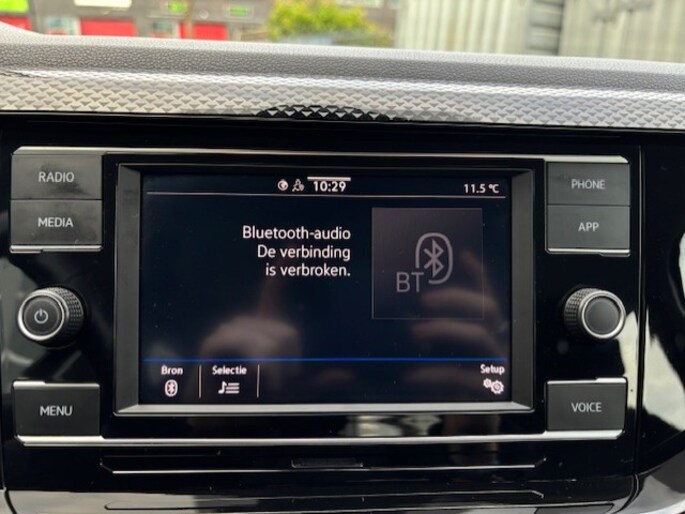 RADIO
MEDIA
MENU
PHONE
APP
VOICE
10:29
11.5 °C
Bluetooth-audio
De verbinding
is verbroken.
BT
Bron
Selectie
Setup